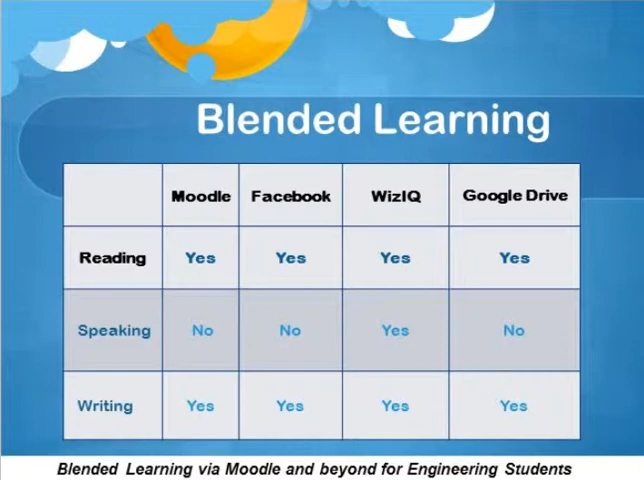 Blended Learning
Moodle Facebook WizIQ Google Drive
Reading Yes Yes Yes Yes
Speaking No No Yes No
Writing Yes Yes Yes Yes
Blended Learning via Moodle and beyond for Engineering Students